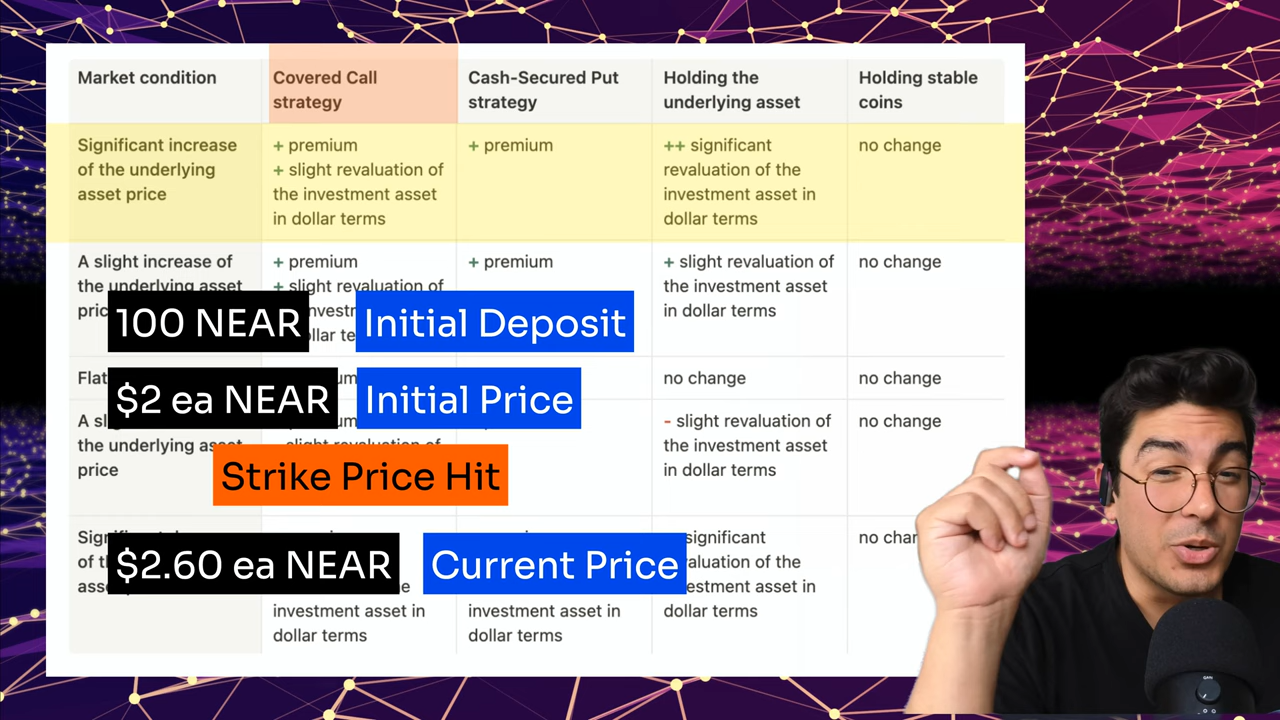 Market condition
Covered Call
strategy
Cash-Secured Put
strategy
Holding the
underlying asset
Holding stable
coins
Significant increase
of the underlying
asset price
+ premium
+ slight revaluation of
the investment asset
in dollar terms
+ premium
++ significant
revaluation of the
investment asset in
dollar terms
no change
A slight increase of
the underlying asset
+ premium
+ slight revaluation of
+ premium
+ slight revaluation of
the investment asset
in dollar terms
no change
100 NEAR
Initial Deposit
no change
no change
$2 ea NEAR
Initial Price
the underlying asset
price
- slight revaluation of
the investment asset
in dollar terms
no change
Strike Price Hit
significant
of the
investment asset in
dollar terms
investment asset in
dollar terms
dollar terms
no
$2.60 ea NEAR
Current Price
GAIN